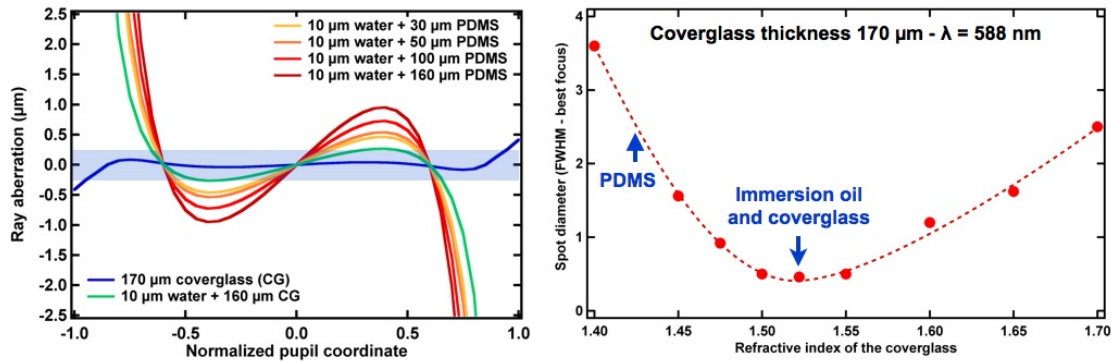 2.5
2.0
1.5
1.0
0.5
0.0
-0.5
-1.0
-1.5
-2.0
-2.5
Ray aberration (µm)
10 µm water + 30 µm PDMS
10 µm water + 50 µm PDMS
10 µm water + 100 µm PDMS
10 µm water + 160 µm PDMS
170 µm coverglass (CG)
10 µm water + 160 µm CG
-1.0 -0.5 0.0 0.5 1.0
Normalized pupil coordinate
4
3
2
1
0
Spot diameter (FWHM - best focus)
Coverglass thickness 170 µm - λ = 588 nm
PDMS
Immersion oil
and coverglass
1.40 1.45 1.50 1.55 1.60 1.65 1.70
Refractive index of the coverglass